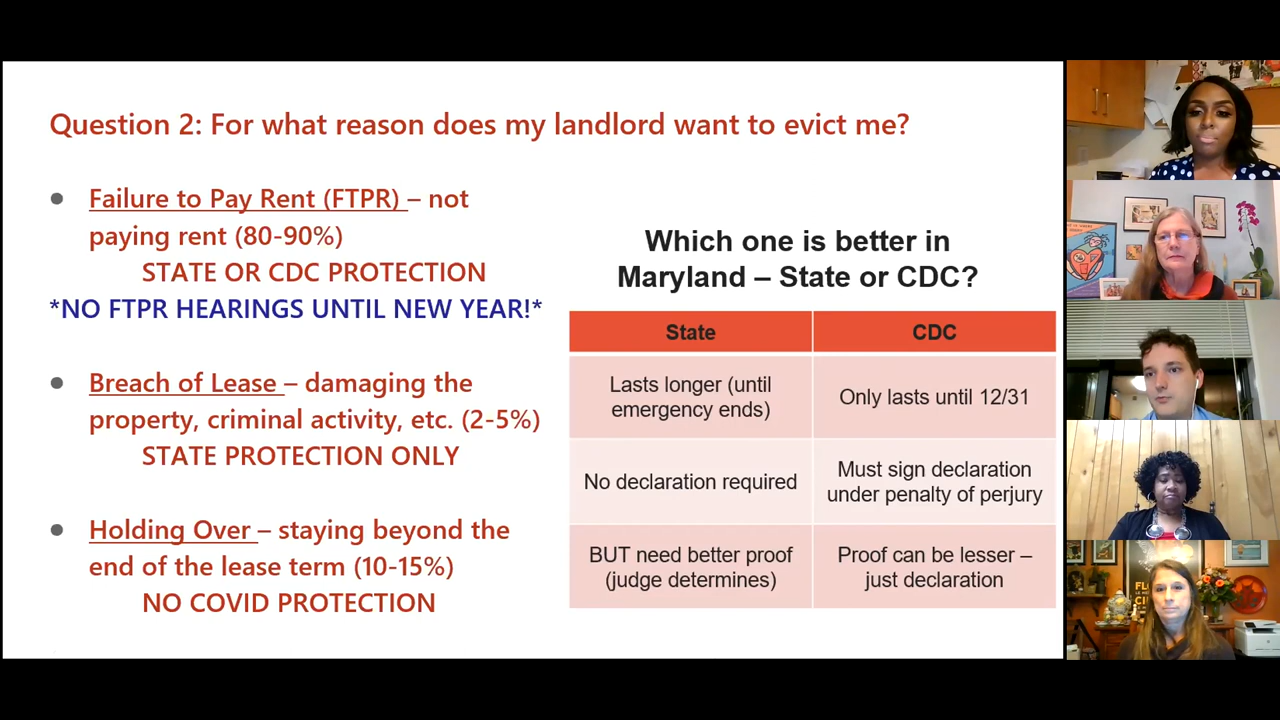 Question 2: For what reason does my landlord want to evict me?
● Failure to Pay Rent (FTPR) – not
paying rent (80-90%)
STATE OR CDC PROTECTION
*NO FTPR HEARINGS UNTIL NEW YEAR!*
● Breach of Lease – damaging the
property, criminal activity, etc. (2-5%)
STATE PROTECTION ONLY
● Holding Over – staying beyond the
end of the lease term (10-15%)
NO COVID PROTECTION
Which one is better in
Maryland – State or CDC?
State
CDC
Lasts longer (until
emergency ends)
Only lasts until 12/31
No declaration required
Must sign declaration
under penalty of perjury
BUT need better proof
(judge determines)
Proof can be lesser –
just declaration